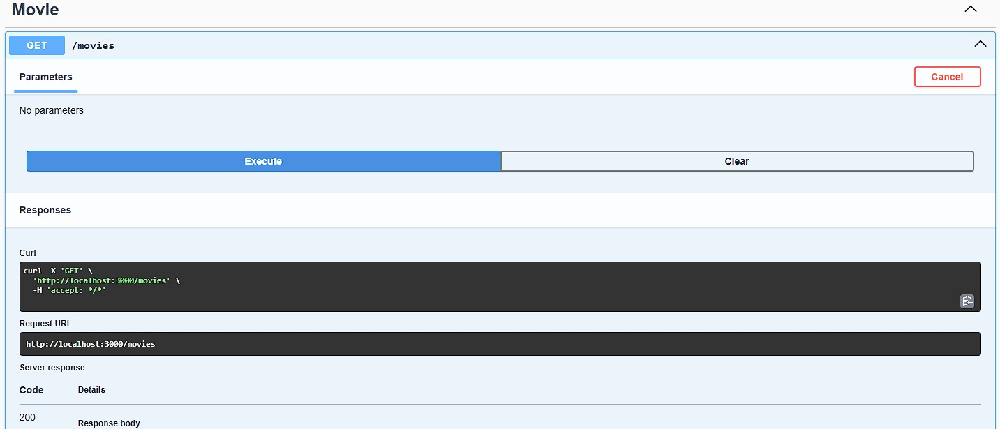 Movie
GET /movies
Parameters
Cancel
No parameters
Execute
Clear
Responses
Curl
curl -X 'GET' \
'http://localhost:3000/movies' \
-H 'accept: */*'
Request URL
http://localhost:3000/movies
Server response
Code Details
200
Response body